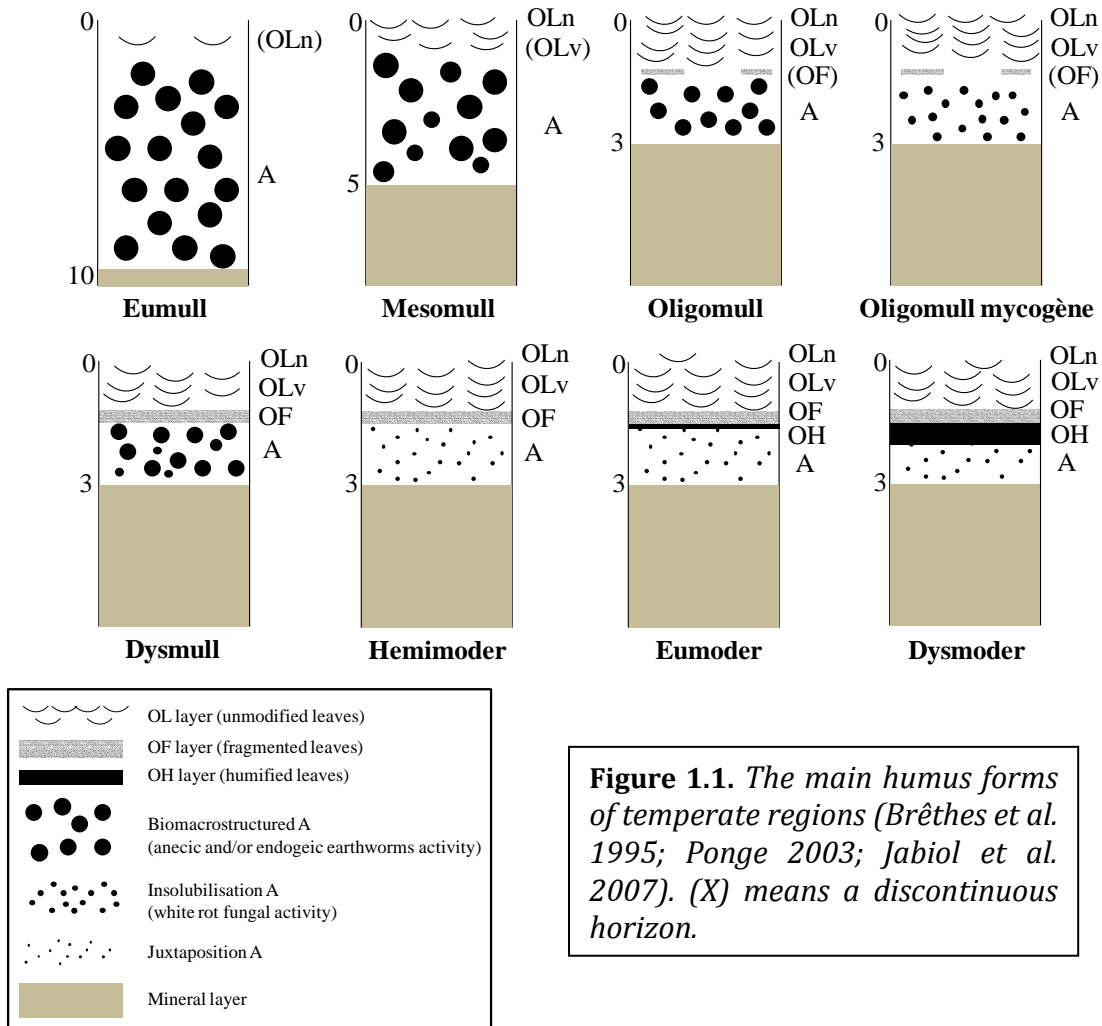 0
(OLn)
A
10
Eumull
0
OLn
(OLv)
A
5
Mesomull
0
OLn
OLv
(OF)
A
3
Oligomull
0
OLn
OLv
(OF)
A
3
Oligomull mycogène
0
OLn
OLv
OF
A
3
Dysmull
0
OLn
OLv
OF
A
3
Hemimoder
0
OLn
OLv
OF
OH
A
3
Eumoder
0
OLn
OLv
OF
OH
A
3
Dysmoder
OL layer (unmodified leaves)
OF layer (fragmented leaves)
OH layer (humified leaves)
Biomacrostructured A
(anecic and/or endogeic earthworms activity)
Insolubilisation A
(white rot fungal activity)
Juxtaposition A
Mineral layer
Figure 1.1. The main humus forms
of temperate regions (Brêthes et al.
1995; Ponge 2003; Jabiol et al.
2007). (X) means a discontinuous
horizon.